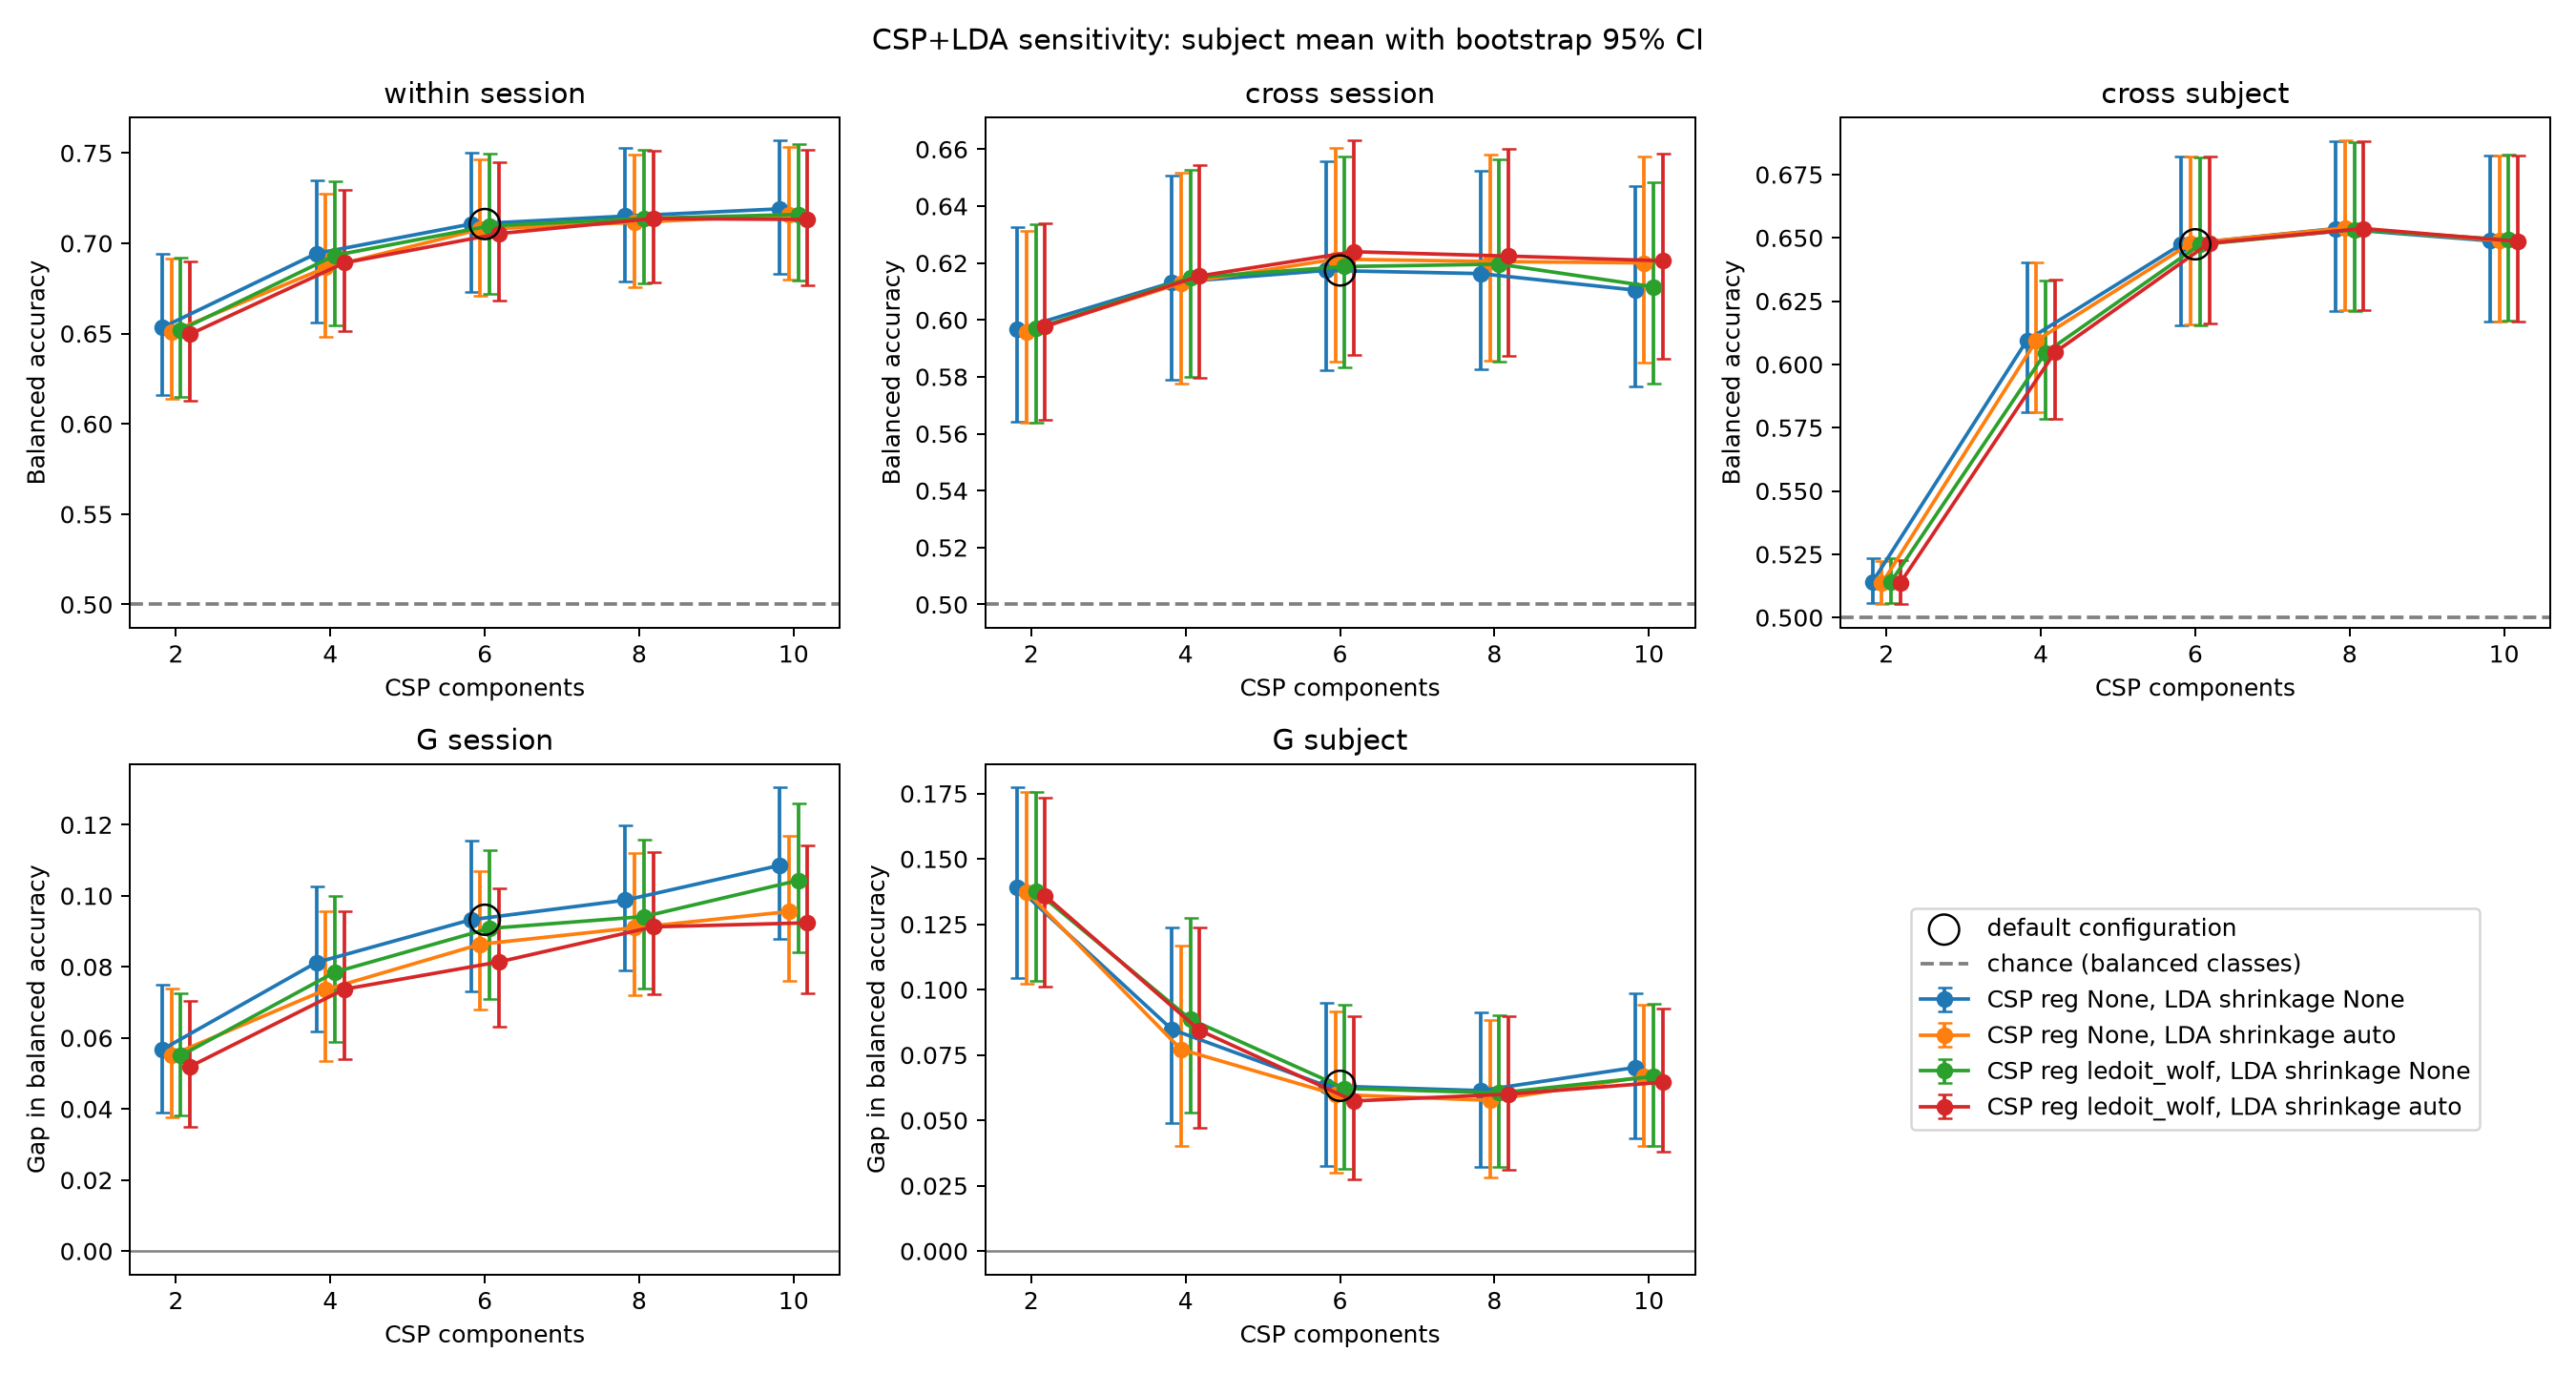 CSP+LDA sensitivity: subject mean with bootstrap 95% CI
within session
cross session
cross subject
Balanced accuracy
0.75
0.70
0.65
0.60
0.55
0.50
2 4 6 8 10
CSP components
Balanced accuracy
0.66
0.64
0.62
0.60
0.58
0.56
0.54
0.52
0.50
2 4 6 8 10
CSP components
Balanced accuracy
0.675
0.650
0.625
0.600
0.575
0.550
0.525
0.500
2 4 6 8 10
CSP components
G session
Gap in balanced accuracy
0.12
0.10
0.08
0.06
0.04
0.02
0.00
2 4 6 8 10
CSP components
G subject
Gap in balanced accuracy
0.175
0.150
0.125
0.100
0.075
0.050
0.025
0.000
2 4 6 8 10
CSP components
default configuration
chance (balanced classes)
CSP reg None, LDA shrinkage None
CSP reg None, LDA shrinkage auto
CSP reg ledoit_wolf, LDA shrinkage None
CSP reg ledoit_wolf, LDA shrinkage auto